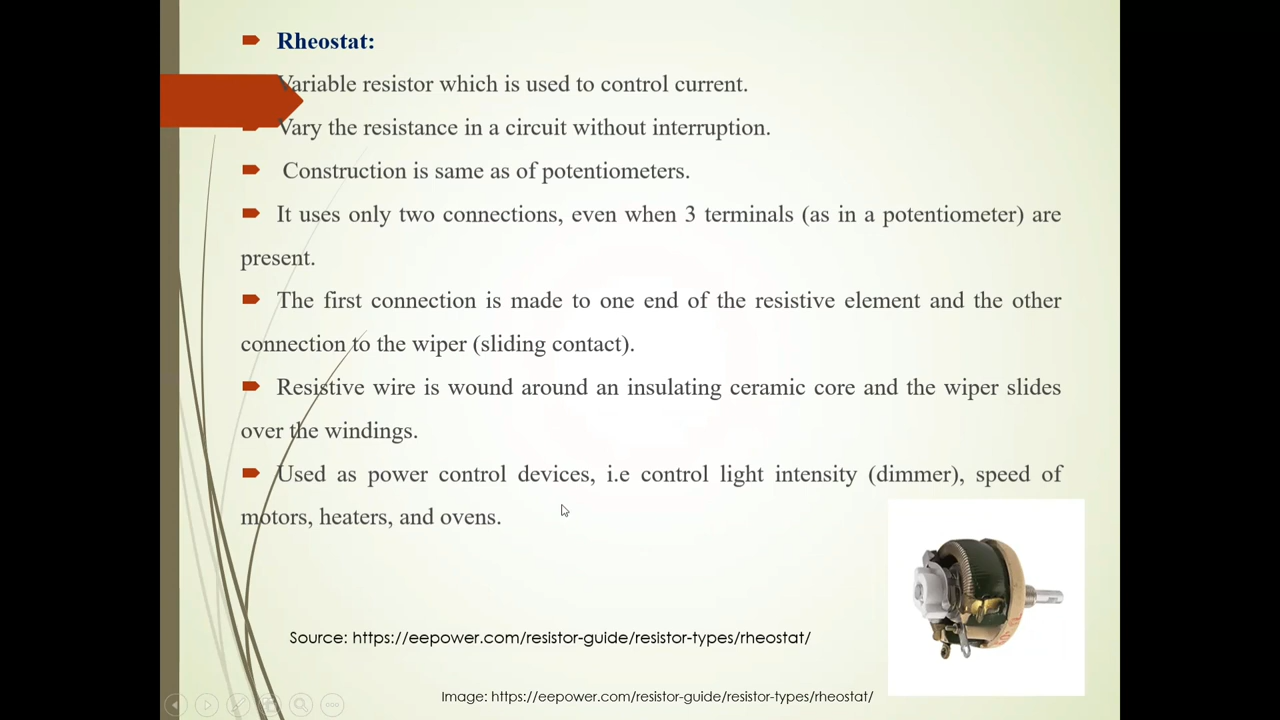 Rheostat:
Variable resistor which is used to control current.
Vary the resistance in a circuit without interruption.
Construction is same as of potentiometers.
It uses only two connections, even when 3 terminals (as in a potentiometer) are
present.
The first connection is made to one end of the resistive element and the other
connection to the wiper (sliding contact).
Resistive wire is wound around an insulating ceramic core and the wiper slides
over the windings.
Used as power control devices, i.e control light intensity (dimmer), speed of
motors, heaters, and ovens.
Source: https://eepower.com/resistor-guide/resistor-types/rheostat/
Image: https://eepower.com/resistor-guide/resistor-types/rheostat/